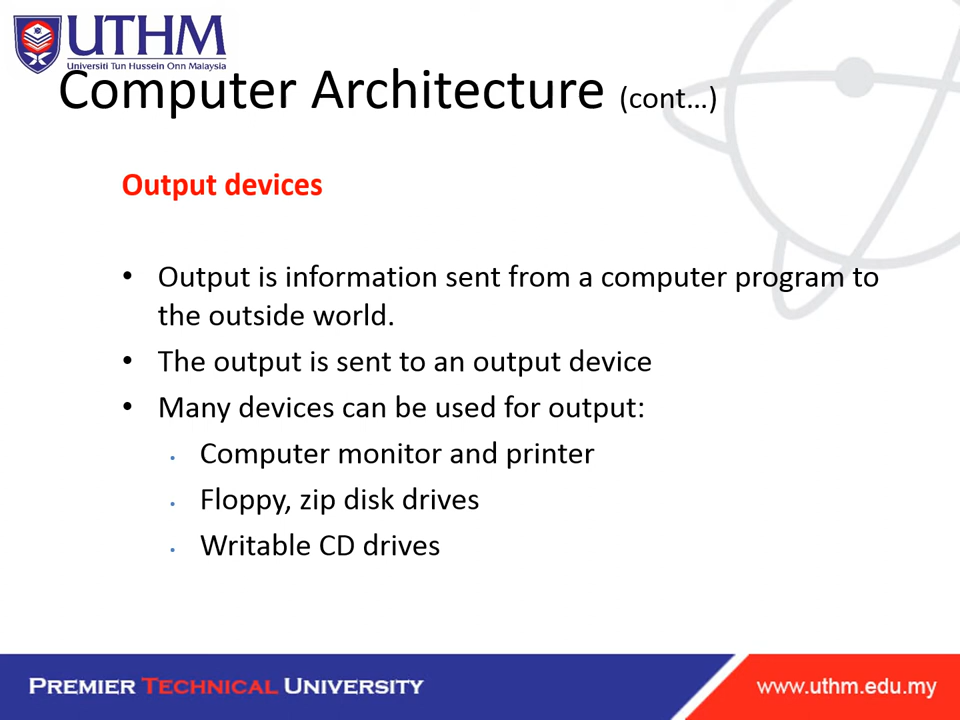 UTHM
Universiti Tun Hussein Onn Malaysia
Computer Architecture (cont…)
Output devices
• Output is information sent from a computer program to
the outside world.
• The output is sent to an output device
• Many devices can be used for output:
• Computer monitor and printer
• Floppy, zip disk drives
• Writable CD drives
PREMIER TECHNICAL UNIVERSITY
www.uthm.edu.my